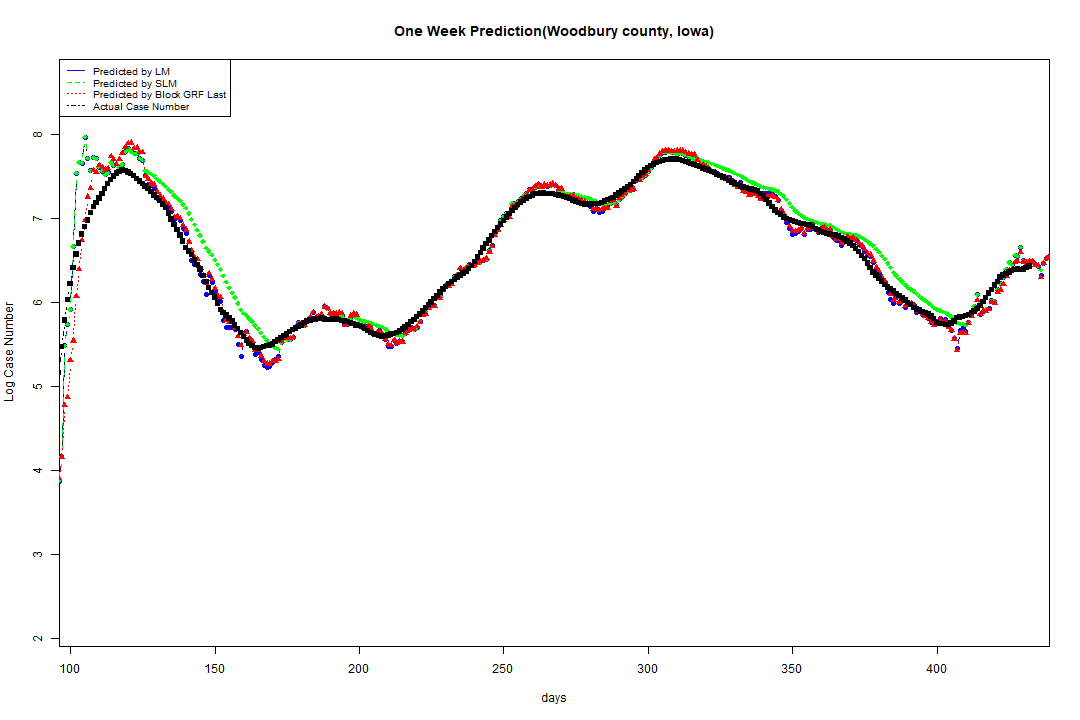 One Week Prediction(Woodbury county, Iowa)
Predicted by LM
Predicted by SLM
Predicted by Block GRF Last
Actual Case Number
8
7
6
5
4
3
2
Log Case Number
100 150 200 250 300 350 400
days